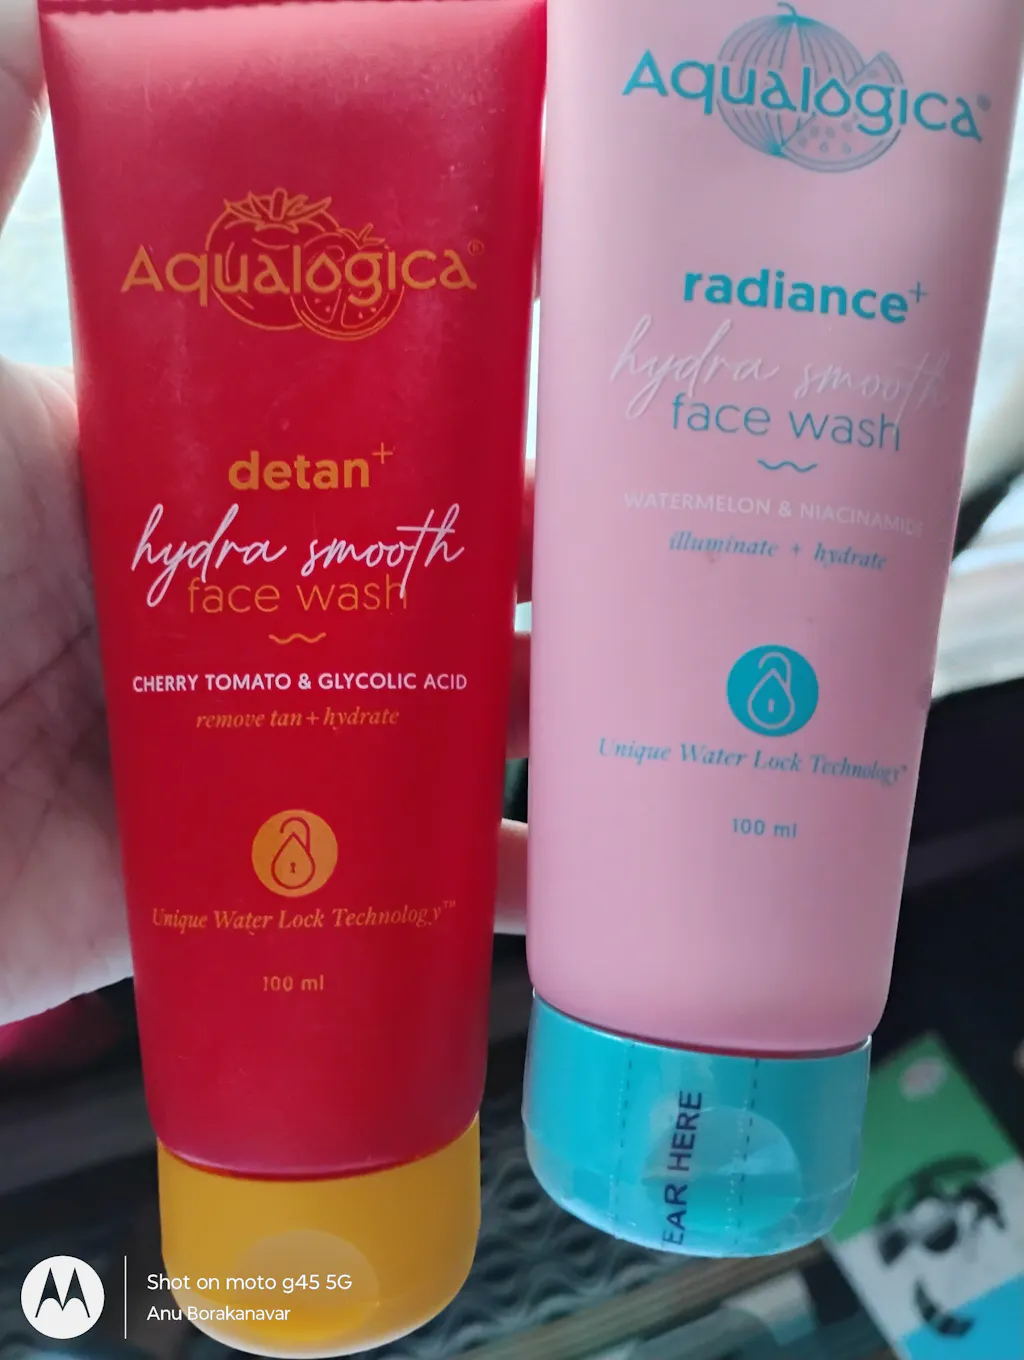 Aqualogica®
detan+
hydra smooth
face wash
CHERRY TOMATO & GLYCOLIC ACID
remove tan + hydrate
Unique Water Lock Technology™
100 ml
Aqualogica®
radiance+
hydra smooth
face wash
WATERMELON & NIACINAMIDE
illuminate + hydrate
Unique Water Lock Technology™
100 ml
EAR HERE
Shot on moto g45 5G
Anu Borakanavar